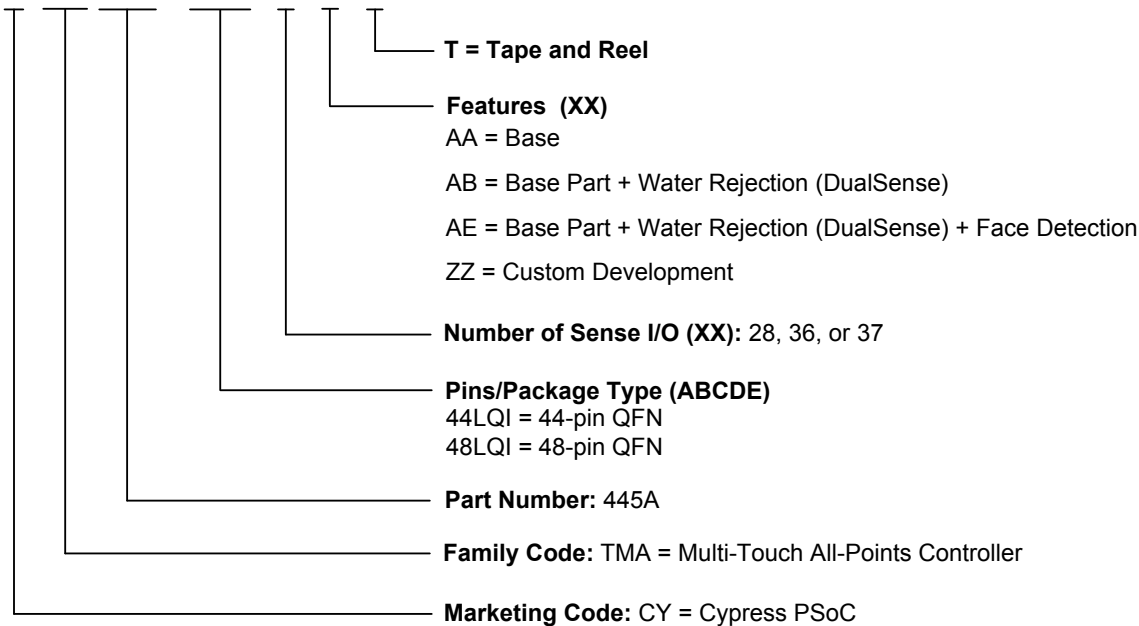 T = Tape and Reel
Features (XX)
AA = Base
AB = Base Part + Water Rejection (DualSense)
AE = Base Part + Water Rejection (DualSense) + Face Detection
ZZ = Custom Development
Number of Sense I/O (XX): 28, 36, or 37
Pins/Package Type (ABCDE)
44LQI = 44-pin QFN
48LQI = 48-pin QFN
Part Number: 445A
Family Code: TMA = Multi-Touch All-Points Controller
Marketing Code: CY = Cypress PSoC